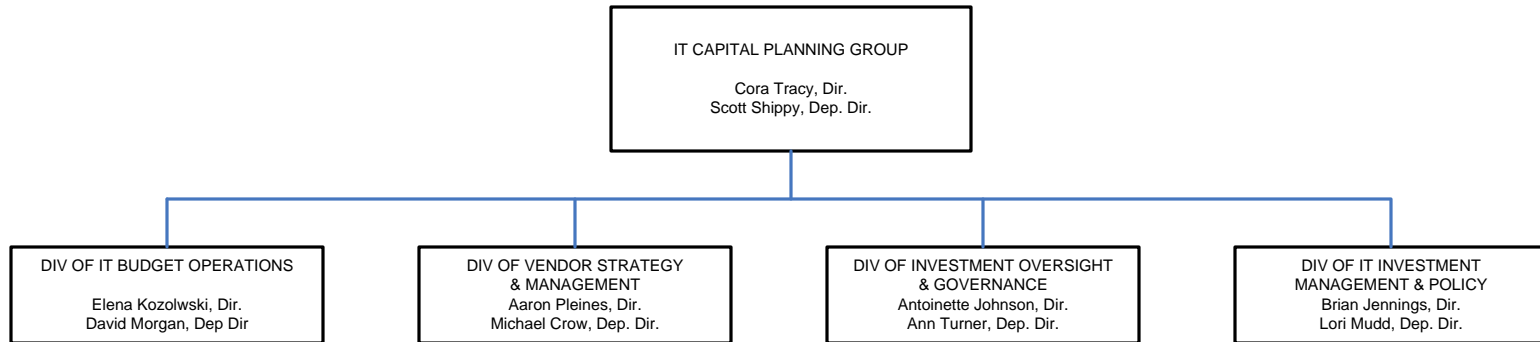 IT CAPITAL PLANNING GROUP
Cora Tracy, Dir.
Scott Shippy, Dep. Dir.
DIV OF IT BUDGET OPERATIONS
Elena Kozolwski, Dir.
David Morgan, Dep Dir
DIV OF VENDOR STRATEGY
& MANAGEMENT
Aaron Pleines, Dir.
Michael Crow, Dep. Dir.
DIV OF INVESTMENT OVERSIGHT
& GOVERNANCE
Antoinette Johnson, Dir.
Ann Turner, Dep. Dir.
DIV OF IT INVESTMENT
MANAGEMENT & POLICY
Brian Jennings, Dir.
Lori Mudd, Dep. Dir.